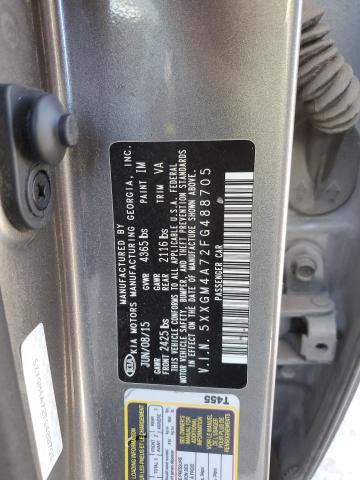 KIA MANUFACTURED BY
KIA MOTORS MANUFACTURING GEORGIA, INC.
JUN/08/15 GVWR 4365 lbs PAINT IM
GAWR FRONT 2425 lbs GAWR REAR 2116 lbs TRIM VA
THIS VEHICLE CONFORMS TO ALL APPLICABLE U.S.A. FEDERAL
MOTOR VEHICLE SAFETY, BUMPER, AND THEFT PREVENTION
STANDARDS IN EFFECT ON THE DATE OF MANUFACTURE
SHOWN ABOVE.
V.I.N. 5XXGM4A72FG488705
PASSENGER CAR
T455